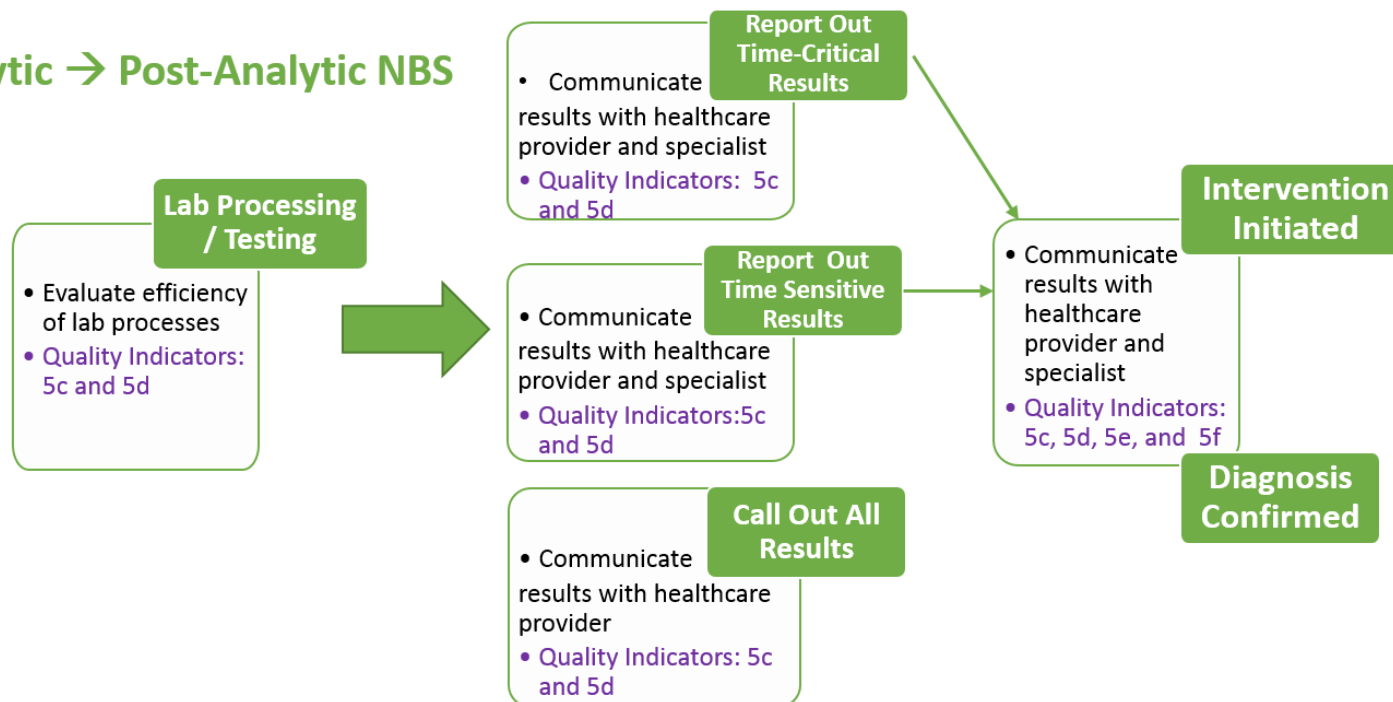 ytic → Post-Analytic NBS
Lab Processing
/ Testing
• Evaluate efficiency
of lab processes
• Quality Indicators:
5c and 5d
Report Out
Time-Critical
Results
• Communicate
results with healthcare
provider and specialist
• Quality Indicators: 5c
and 5d
Report Out
Time Sensitive
Results
• Communicate
results with healthcare
provider and specialist
• Quality Indicators:5c
and 5d
Call Out All
Results
• Communicate
results with healthcare
provider
• Quality Indicators: 5c
and 5d
Intervention
Initiated
• Communicate
results with
healthcare
provider and
specialist
• Quality Indicators:
5c, 5d, 5e, and 5f
Diagnosis
Confirmed